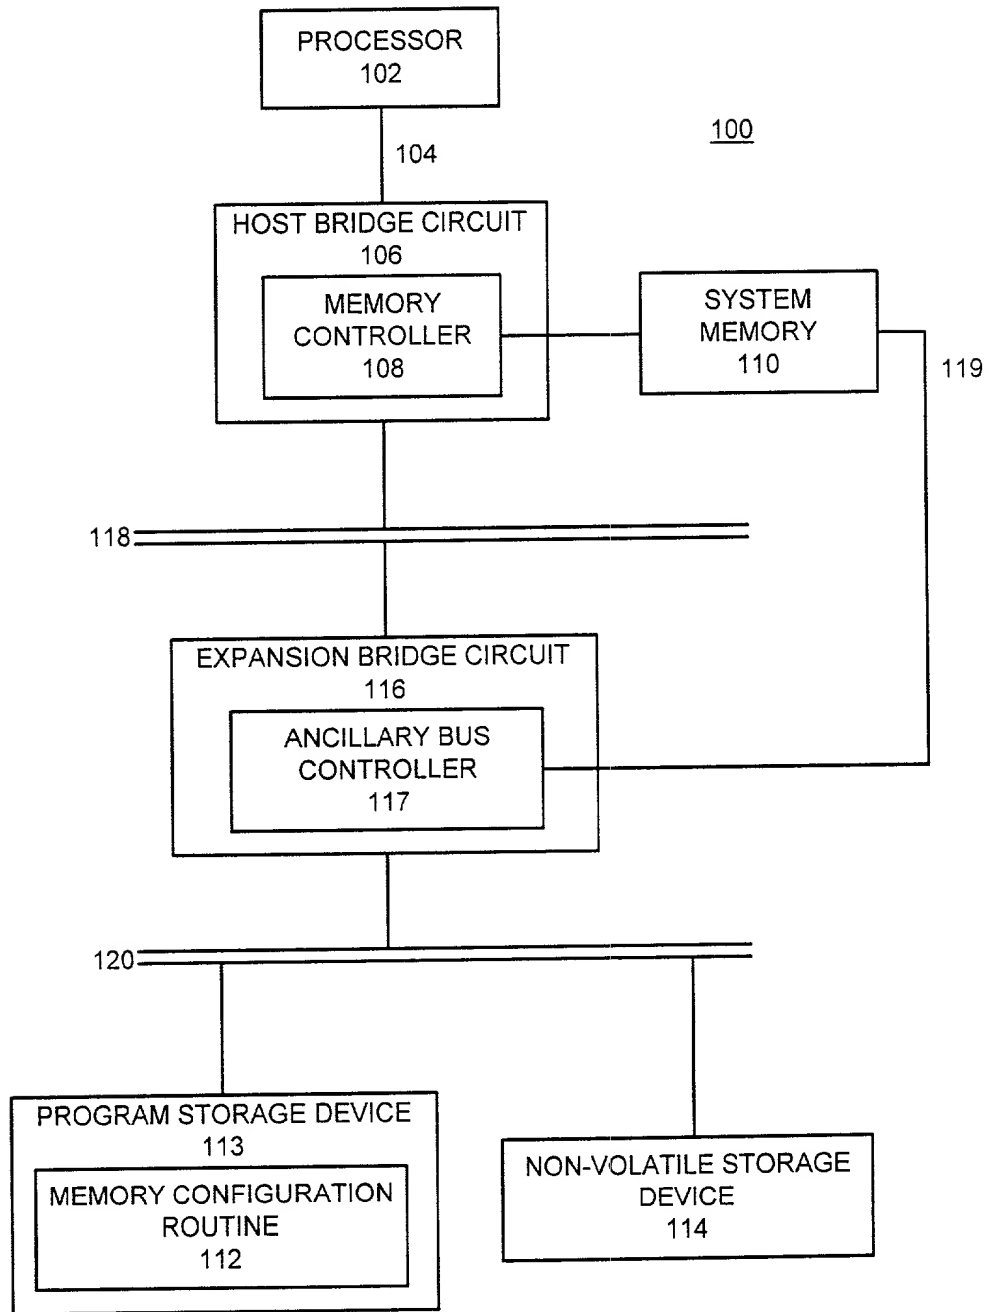 PROCESSOR
102
100
104
HOST BRIDGE CIRCUIT
106
MEMORY
CONTROLLER
108
SYSTEM
MEMORY
110
119
118
EXPANSION BRIDGE CIRCUIT
116
ANCILLARY BUS
CONTROLLER
117
120
PROGRAM STORAGE DEVICE
113
MEMORY CONFIGURATION
ROUTINE
112
NON-VOLATILE STORAGE
DEVICE
114